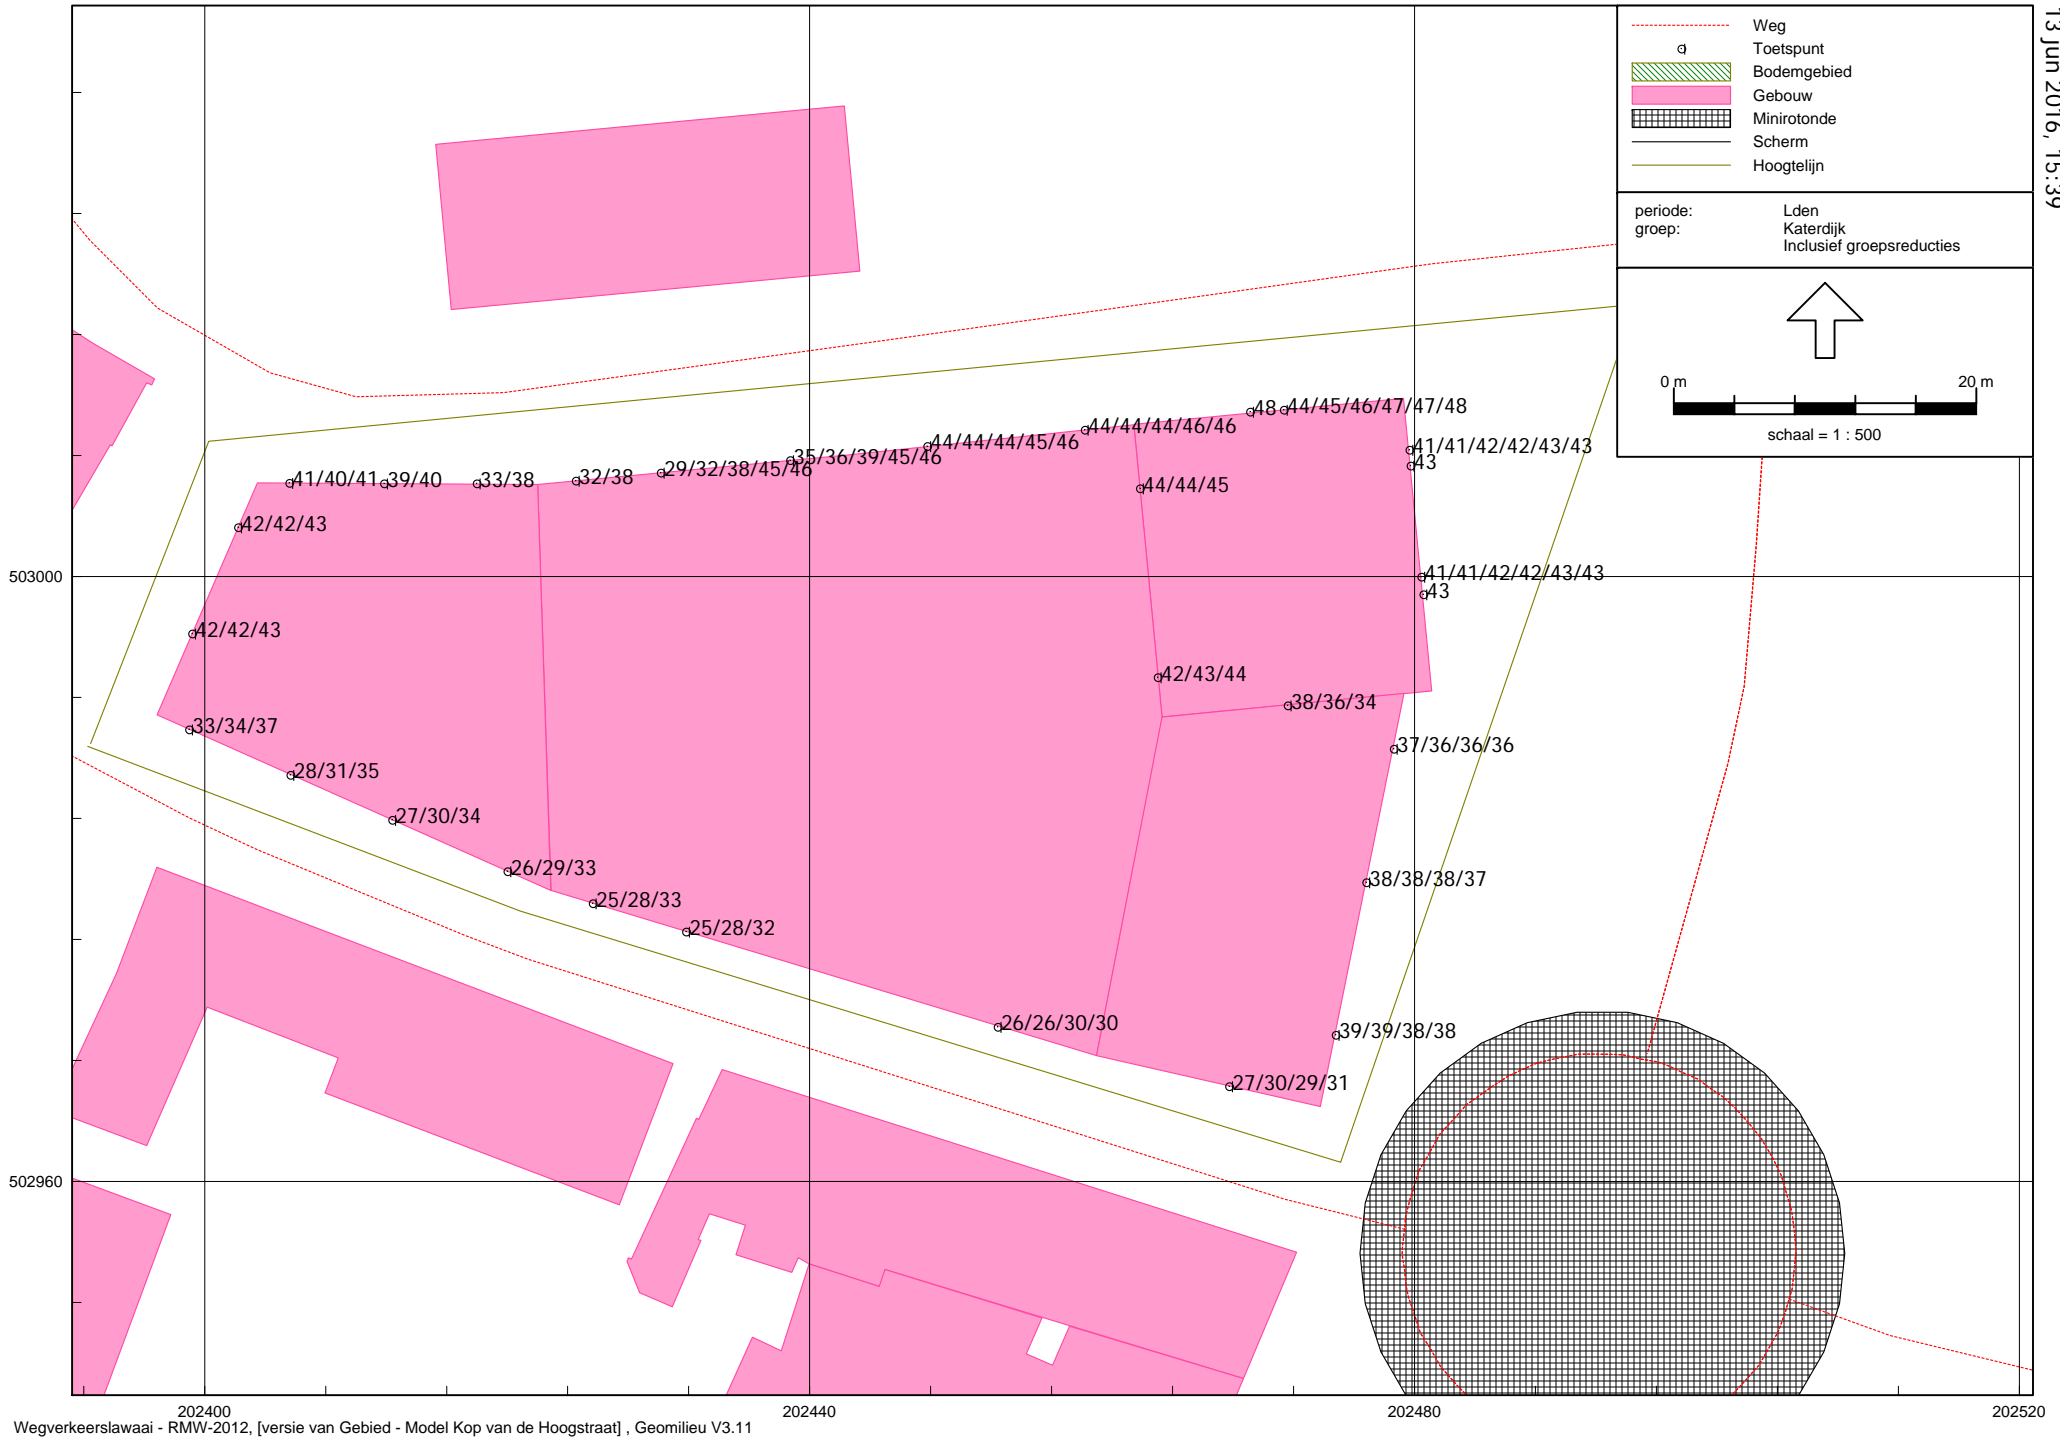 13 jun 2016, 15:39
Weg
Toetspunt
Bodemgebied
Gebouw
Minirotonde
Scherm
Hoogtelijn
periode: Lden
groep: Katerdijk
Inclusief groepsreducties
0 m 20 m
schaal = 1 : 500
48 44/45/46/47/47/48
44/44/44/46/46
44/44/44/45/46
41/41/42/42/43/43
35/36/39/45/46
43
29/32/38/45/46
41/40/41 39/40 33/38 32/38
44/44/45
42/42/43
503000
41/41/42/42/43/43
43
42/42/43
42/43/44
38/36/34
33/34/37
37/36/36/36
28/31/35
27/30/34
26/29/33
38/38/38/37
25/28/33
25/28/32
26/26/30/30
39/39/38/38
27/30/29/31
502960
202400 202440 202480 202520
Wegverkeerslawaai - RMW-2012, [versie van Gebied - Model Kop van de Hoogstraat] , Geomilieu V3.11